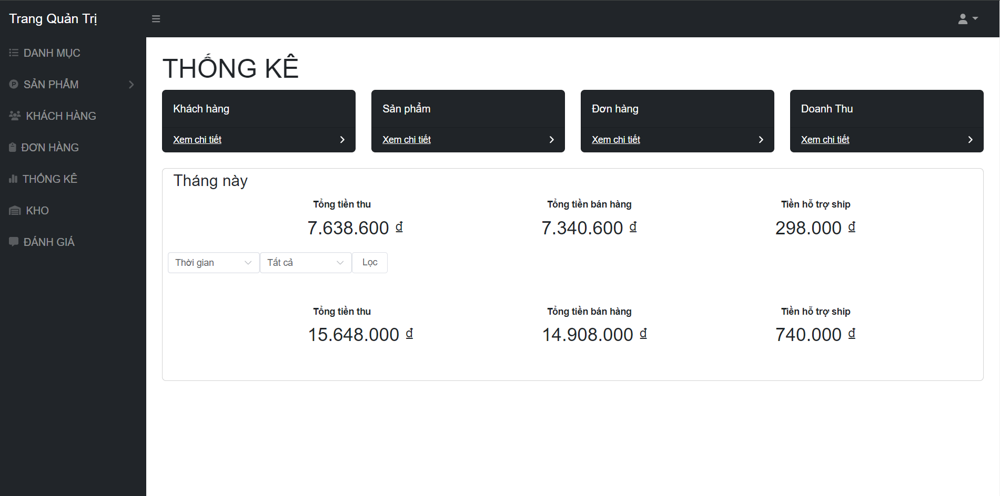 Trang Quản Trị
DANH MỤC
SẢN PHẨM
KHÁCH HÀNG
ĐƠN HÀNG
THỐNG KÊ
KHO
ĐÁNH GIÁ
THỐNG KÊ
Khách hàng
Xem chi tiết
Sản phẩm
Xem chi tiết
Đơn hàng
Xem chi tiết
Doanh Thu
Xem chi tiết
Tháng này
Tổng tiền thu
7.638.600 ₫
Tổng tiền bán hàng
7.340.600 ₫
Tiền hỗ trợ ship
298.000 ₫
Thời gian
Tất cả
Lọc
Tổng tiền thu
15.648.000 ₫
Tổng tiền bán hàng
14.908.000 ₫
Tiền hỗ trợ ship
740.000 ₫